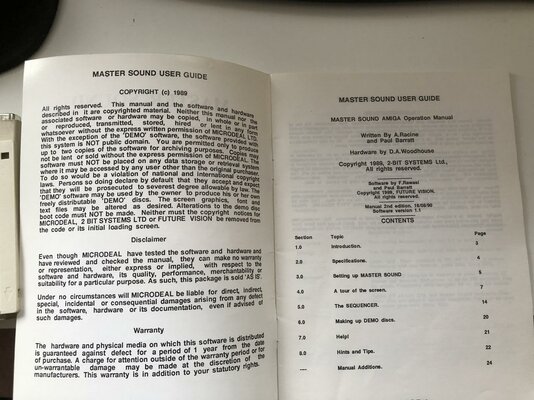 MASTER SOUND USER GUIDE
COPYRIGHT (c) 1989
All rights reserved. This manual and the software and hardware
described in it are copyrighted material. Neither this manual nor the
associated software or hardware may be copied, in whole or part
or reproduced, transmitted, stored, hired or lent in any form
whatsoever without the express written permission of MICRODEAL LTD.
With the exception of the 'DEMO' software, the software provided with
this system is NOT public domain. You are permitted only to produce
up to two copies of the software for archiving purposes. Copies may
not be lent or sold without the express permission of MICRODEAL. The
software must not be placed on any data storage or retrieval system
where it may be accessed by any user other than the original purchaser.
To do so would be a violation of national and international copyright
laws. Persons so doing declare by default that they accept and expect
that they will be prosecuted to severest degree allowable by law. The
'DEMO' software may be used by the owner to produce his or her own
freely distributable 'DEMO' discs. The screen graphics, font and
text files may be altered as desired. Alterations to the demo disc
boot code must NOT be made. Neither must the copyright notices for
MICRODEAL, 2 BIT SYSTEMS LTD or FUTURE VISION be removed from
the code or its initial loading screen.
Disclaimer
Even though MICRODEAL have tested the software and hardware and
have reviewed and checked the manual, they can make no warranty
or representation, either express or implied, with respect to the
software and hardware, its quality, performance, merchantability or
suitability for a particular purpose. As such, this package is sold 'AS IS'.
Under no circumstances will MICRODEAL be liable for direct, indirect,
special, incidental or consequential damages arising from any defect
in the software, hardware or its documentation, even if advised of
such damages.
Warranty
The hardware and physical media on which this software is distributed
is guaranteed against defect for a period of 1 year from the date
of purchase. A charge for attention outside of the warranty period or for
un-warrantable damage may be made at the discretion of the
manufacturers. This warranty is in addition to your statutory rights.
MASTER SOUND USER GUIDE
MASTER SOUND AMIGA Operation Manual
Written By A.Racine
and Paul Barratt
Hardware by D.A.Woodhouse
Copyright 1989, 2-BIT SYSTEMS Ltd.,
All rights reserved.
and Paul Barratt
Copyright 1989, FUTURE VISION.
All rights reserved.
Manual 2nd edition. 16/08/90
Software version 1.1
CONTENTS
Section Topic Page
1.0 Introduction. 3
2.0 Specifications. 4
3.0 Setting up MASTER SOUND 5
4.0 A tour of the screen. 7
5.0 The SEQUENCER. 14
6.0 Making up DEMO discs. 20
7.0 Help! 21
8.0 Hints and Tips. 22
---- Manual Additions. 24